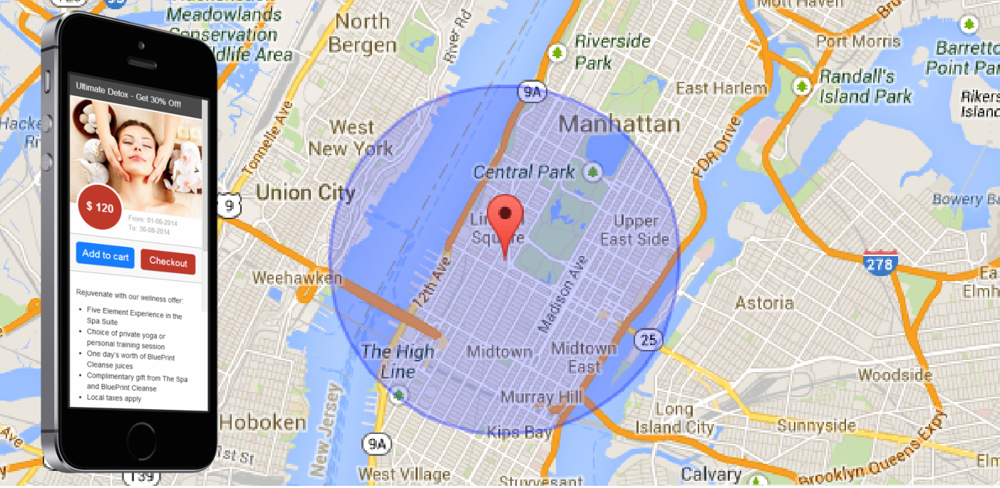 Ultimate Detox - Get 30% Off!
$ 120
From: 01-06-2014
To: 30-08-2014
Add to cart
Checkout
Rejuvenate with our wellness offer:
Five Element Experience in the
Spa Suite
Choice of private yoga or
personal training session
One day's worth of BluePrint
Cleanse juices
Complimentary gift from The Spa
and BluePrint Cleanse
Local taxes apply
Meadowlands
Conservation
ldlife Area
North
Bergen
River Rd
Riverside
Park
Mott Haven
Port Morris
Barretto
Point Par
Randall's
Island Park
Rikers
Island
East Harlem
9A
Manhattan
Hacke
Ri
Tonnelle Ave
West
New York
FDR Drive
Central Park
Union City
9
Bowery Ba
Lin
Square
Upper
East Side
278
Weehawken
12th Ave
Madison Ave
Ea
Elmh
Astoria
25
The High
Line
Midtown
Midtown
East
Woodside
Murray Hill
Hoboken
New Jersey
Kips Bay
Long
Island City
Sunnyside
Ave
1st St
9A
Elm
139
West Village
Stuyvesant
Calvary
Brooklyn Queens Expy